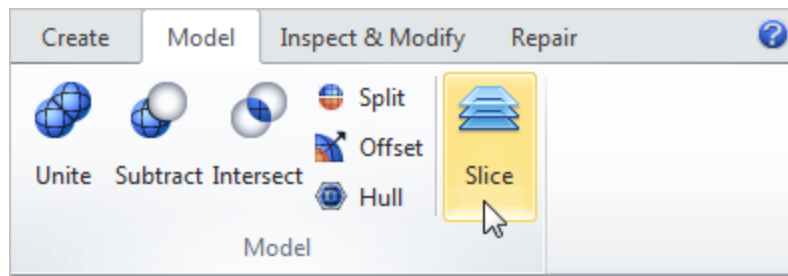 Create Model Inspect & Modify Repair
Split
Offset
Unite Subtract Intersect Slice
Hull
Model